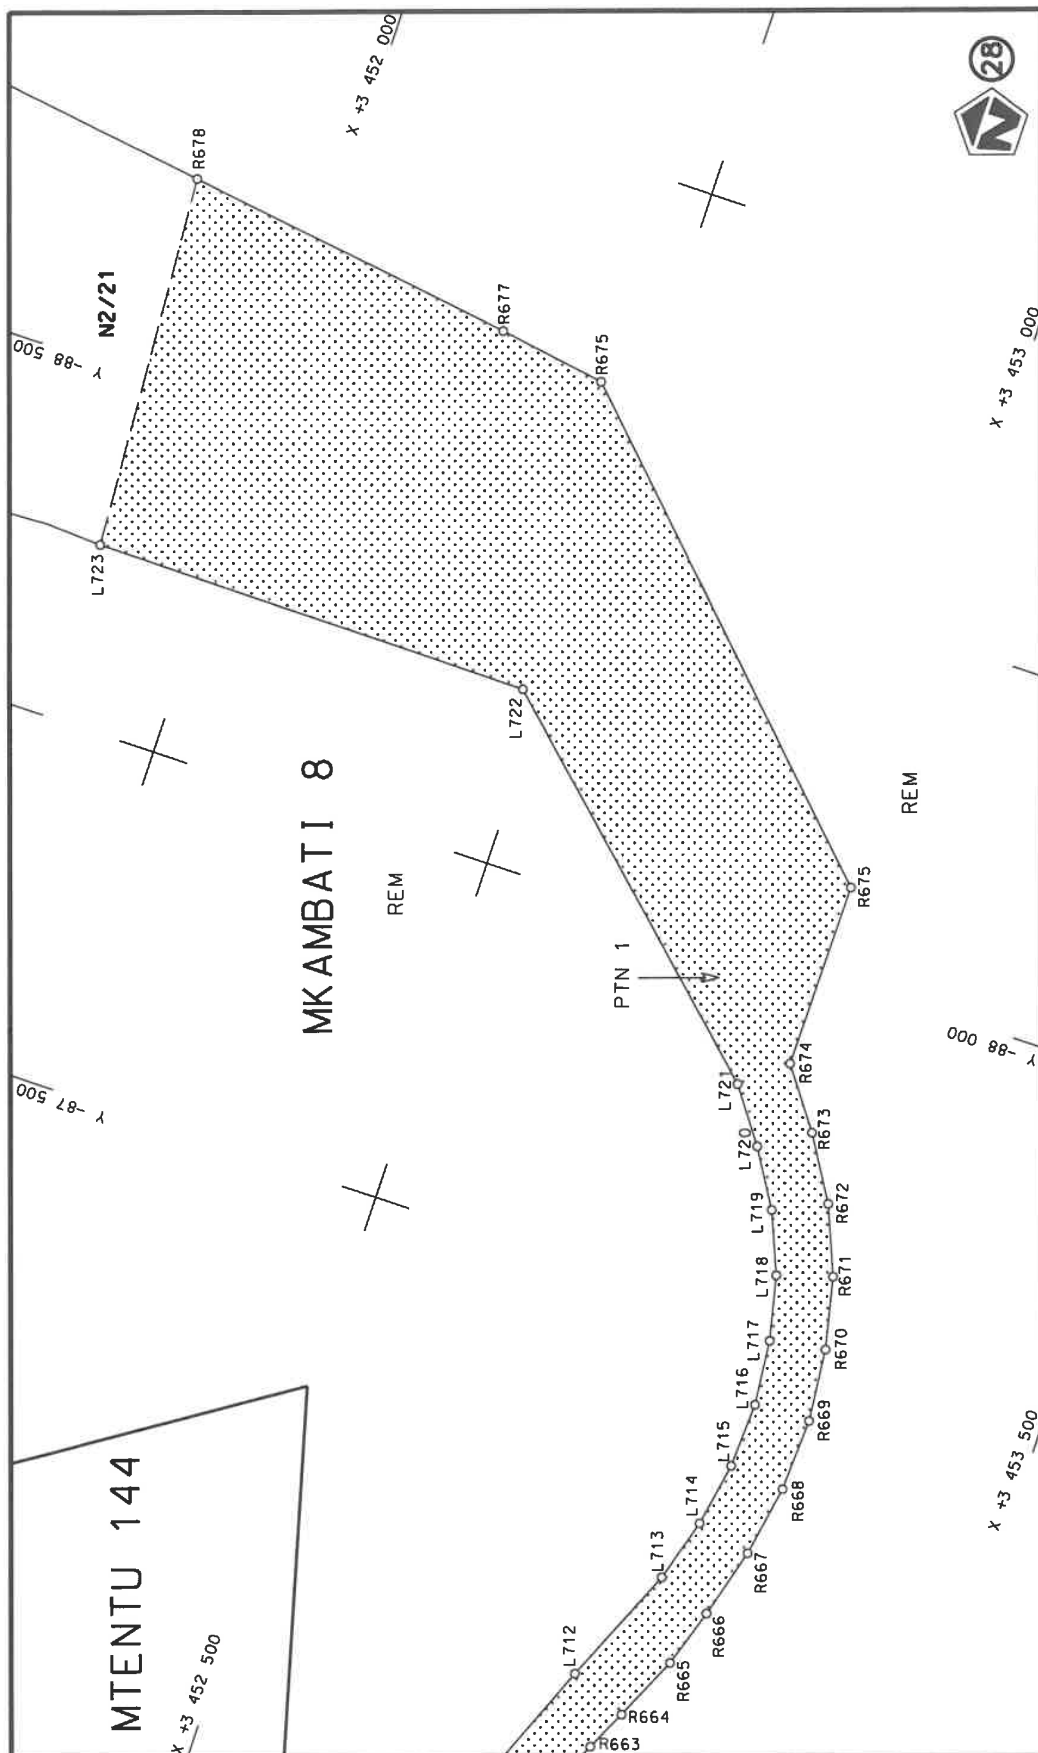 X +3 452 000
28
N
R678
N2/21
Y -88 500
R677
R675
X +3 453 000
L723
L722
MKAMBATI 8
REM
REM
R675
PTN 1
Y -88 000
R674
L721
R673
L720
Y -87 500
R672
L719
R671
L718
R670
L717
R669
L716
X +3 453 500
L715
R668
L714
R667
MTENTU 144
L713
R666
L712
R665
X +3 452 500
R664
R663